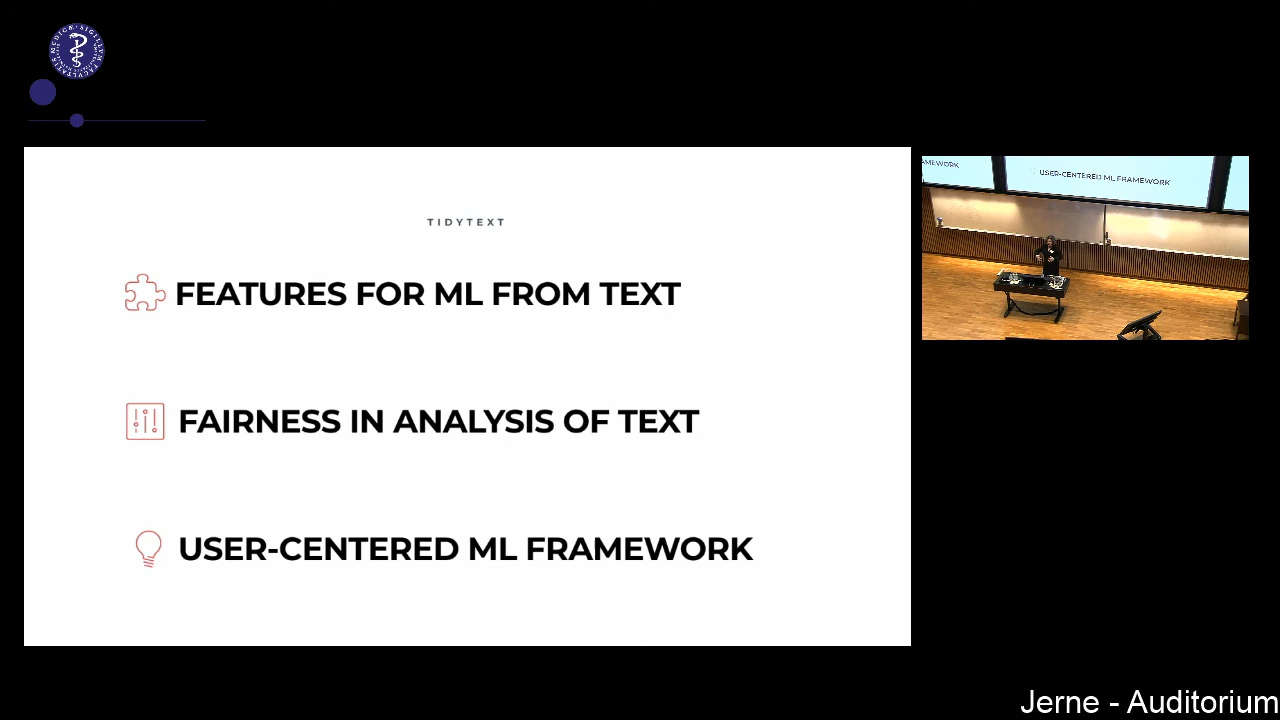 TIDYTEXT
FEATURES FOR ML FROM TEXT
FAIRNESS IN ANALYSIS OF TEXT
USER-CENTERED ML FRAMEWORK
USER-CENTERED ML FRAMEWORK
Jerne - Auditorium